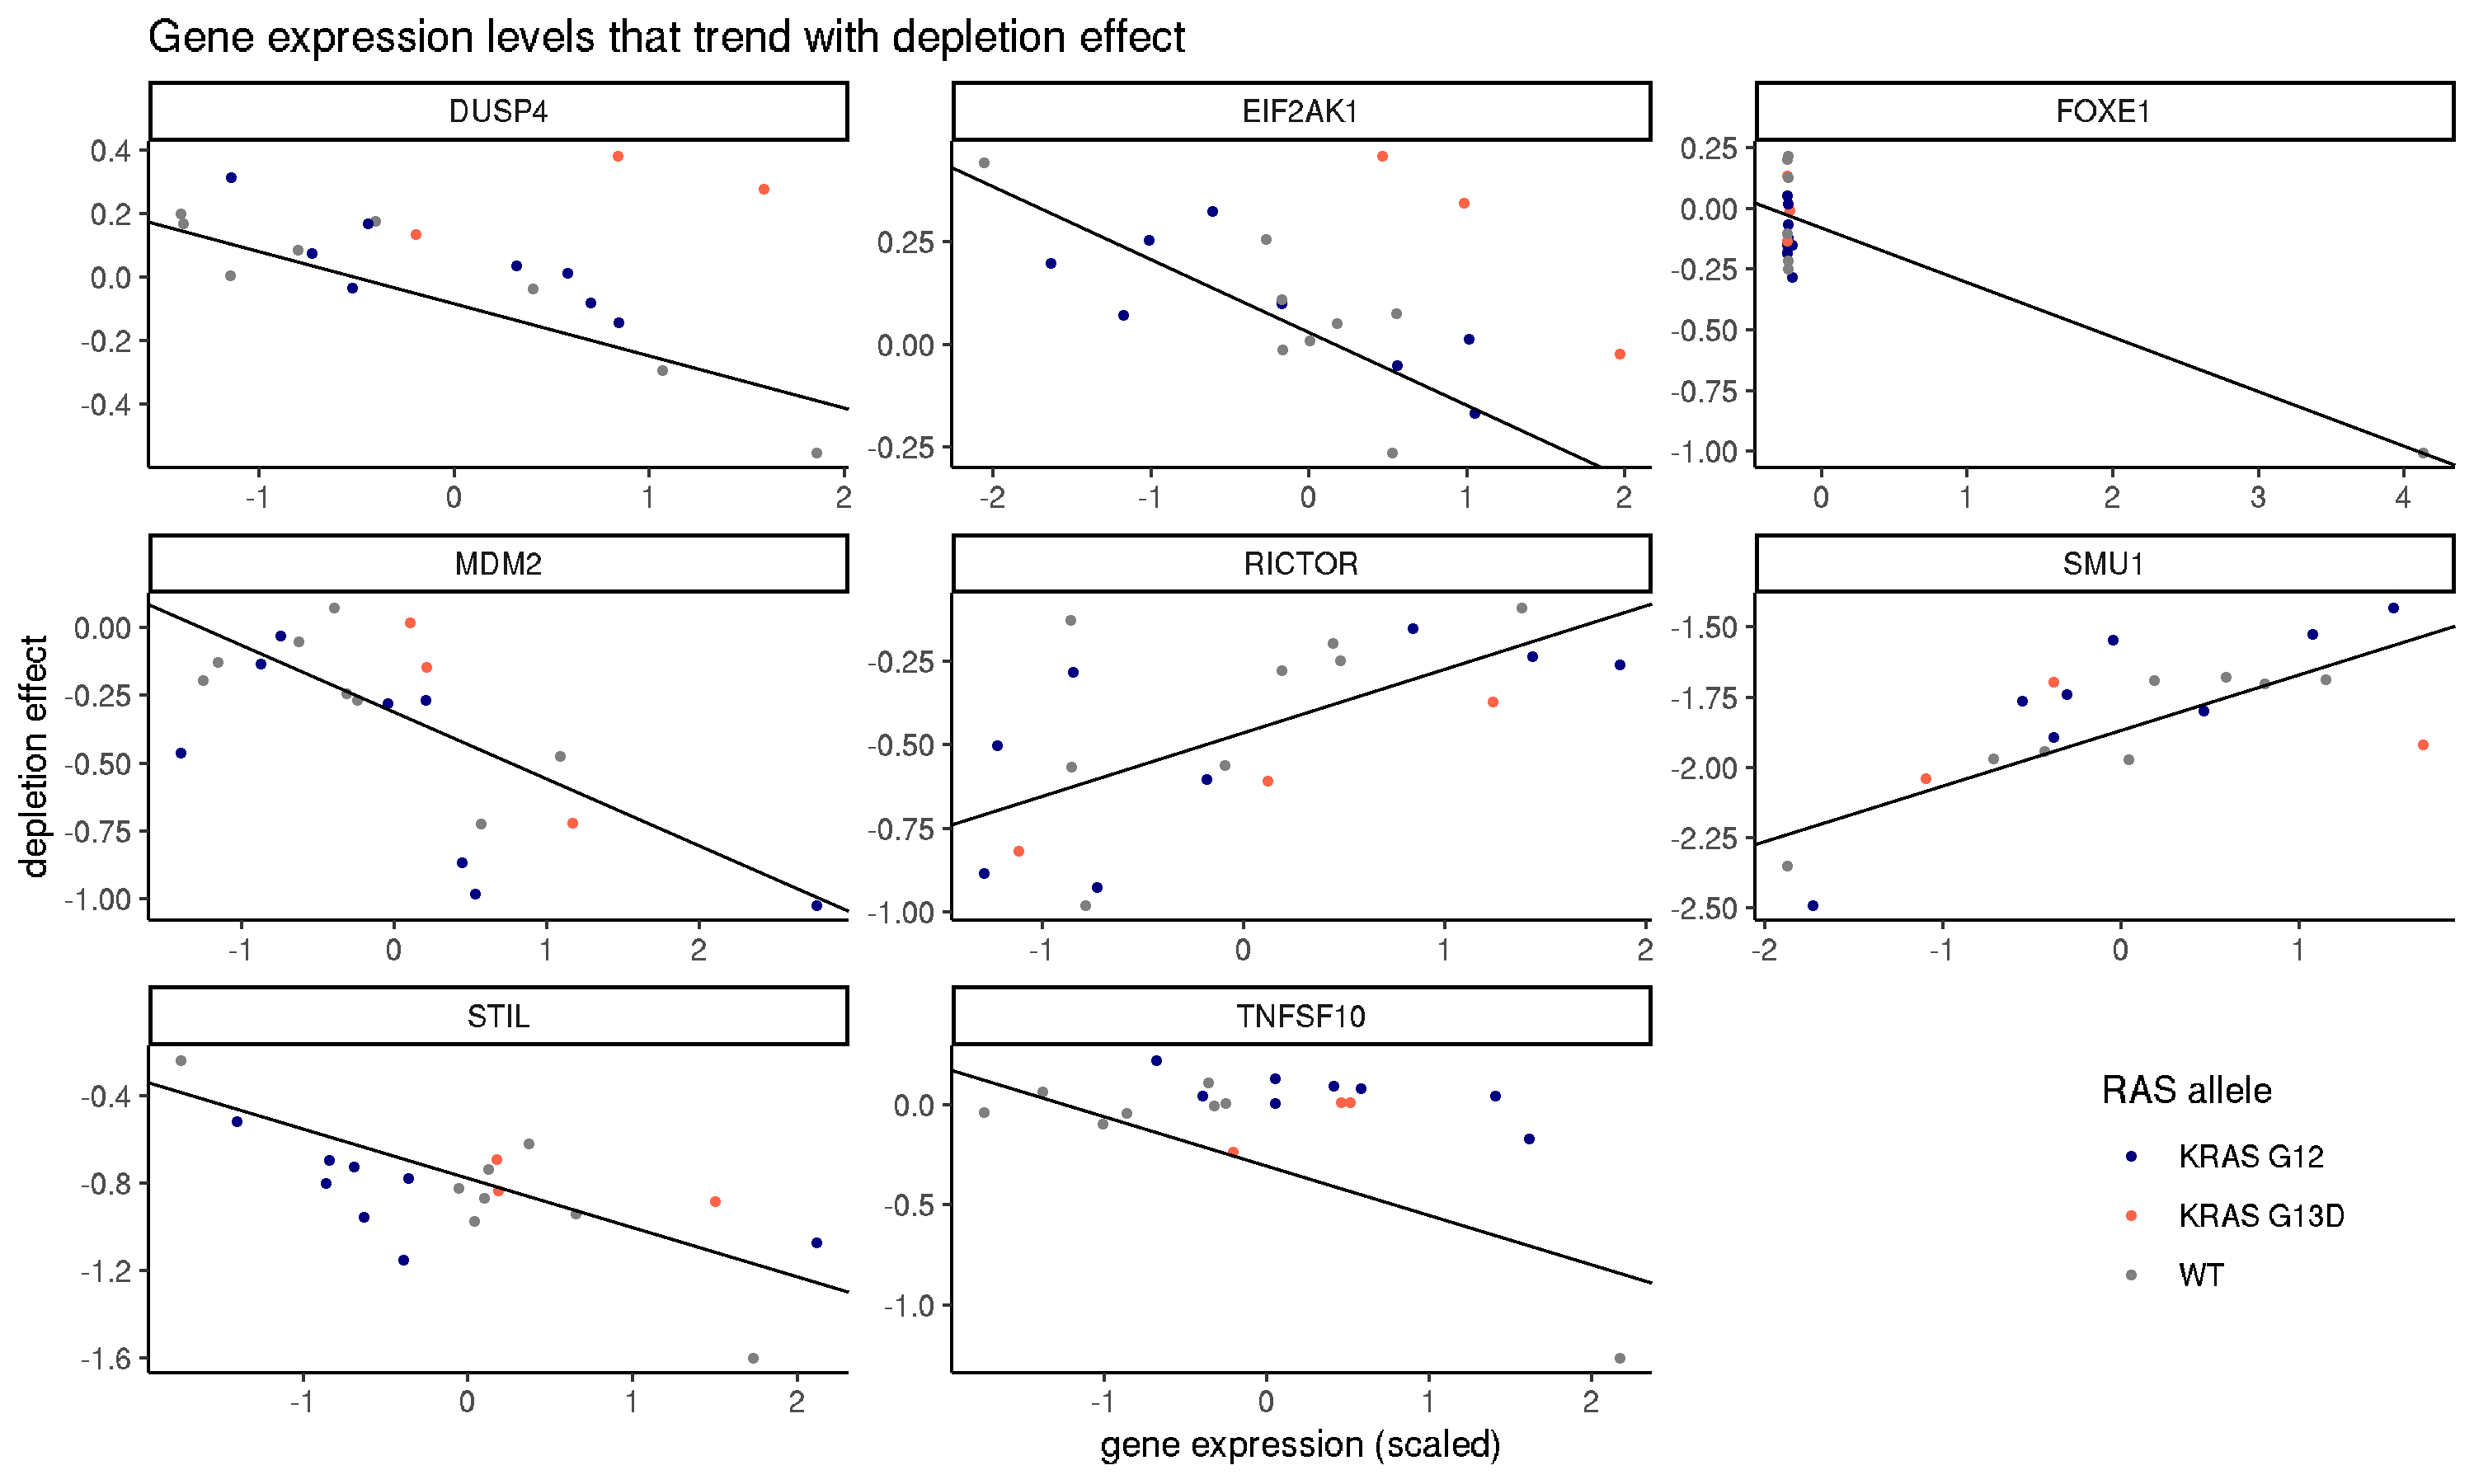 Gene expression levels that trend with depletion effect
DUSP4
EIF2AK1
FOXE1
0.4
0.2
0.0
-0.2
-0.4
-1 0 1 2
0.25
0.00
-0.25
-2 -1 0 1 2
0.25
0.00
-0.25
-0.50
-0.75
-1.00
0 1 2 3 4
depletion effect
MDM2
RICTOR
SMU1
0.00
-0.25
-0.50
-0.75
-1.00
-1 0 1 2
-0.25
-0.50
-0.75
-1.00
-1 0 1 2
-1.50
-1.75
-2.00
-2.25
-2.50
-2 -1 0 1
STIL
TNFSF10
-0.4
-0.8
-1.2
-1.6
-1 0 1 2
0.0
-0.5
-1.0
-1 0 1 2
gene expression (scaled)
RAS allele
KRAS G12
KRAS G13D
WT